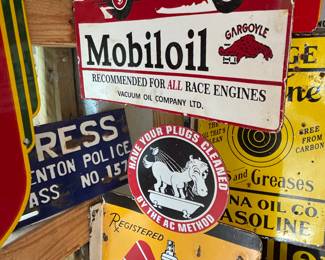 Mobiloil
GARGOYLE
RECOMMENDED FOR ALL RACE ENGINES
VACUUM OIL COMPANY LTD.
RESS
ENTON POLICE
ASS NO. 157
HAVE YOUR PLUGS CLEANED
BY THE AC METHOD
FREE
FROM
CARBON
and Greases
NA OIL CO.
ASOLINE
REGISTERED